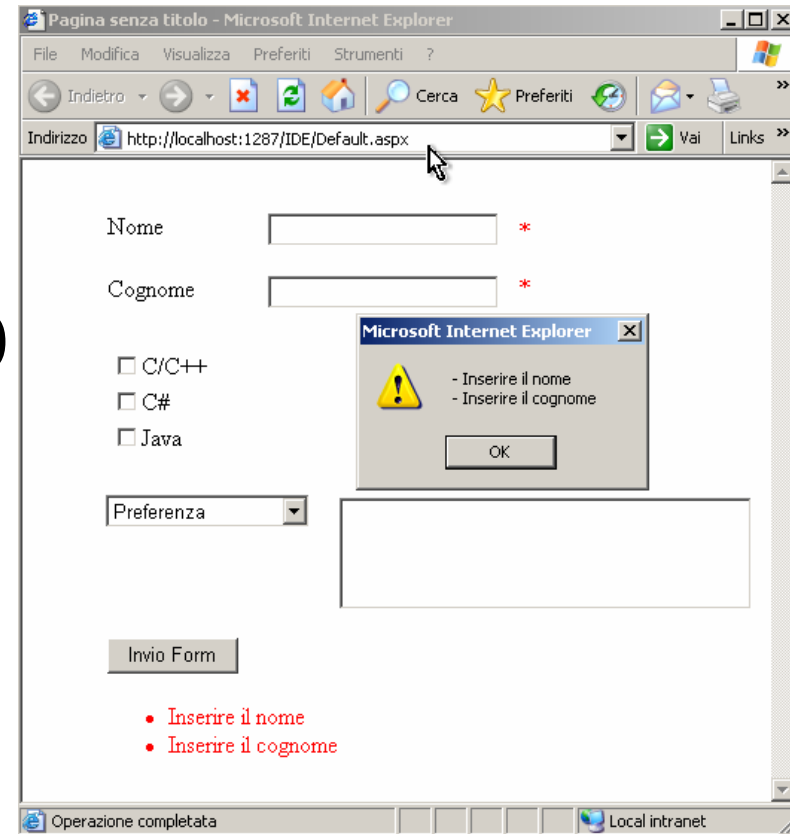 Pagina senza titolo - Microsoft Internet Explorer
File Modifica Visualizza Preferiti Strumenti ?
Indietro Cerca Preferiti »
Indirizzo http://localhost:1287/IDE/Default.aspx Vai Links »
Nome *
Cognome *
Microsoft Internet Explorer
- Inserire il nome
- Inserire il cognome
OK
C/C++
C#
Java
Preferenza
Invio Form
• Inserire il nome
• Inserire il cognome
Operazione completata Local intranet